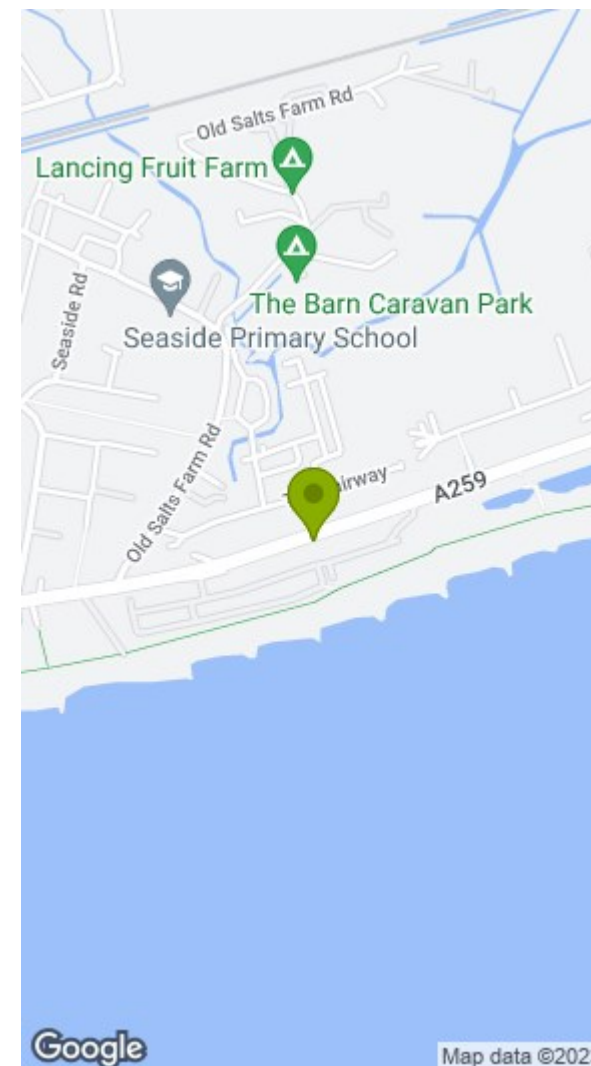 Old Salts Farm Rd
Lancing Fruit Farm
The Barn Caravan Park
Seaside Primary School
Seaside Rd
Old Salts Farm Rd
A259
Google
Map data ©202